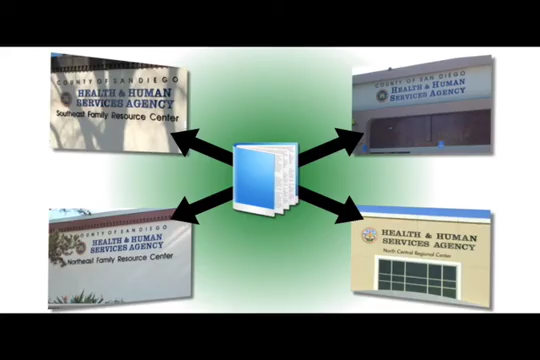 COUNTY OF SAN DIEGO
HEALTH & HUMAN
SERVICES AGENCY
Southeast Family Resource Center
COUNTY OF SAN DIEGO
HEALTH & HUMAN
SERVICES AGENCY
COUNTY OF SAN DIEGO
HEALTH & HUMAN
SERVICES AGENCY
Northeast Family Resource Center
HEALTH & HUMAN
SERVICES AGENCY
North Central Regional Center